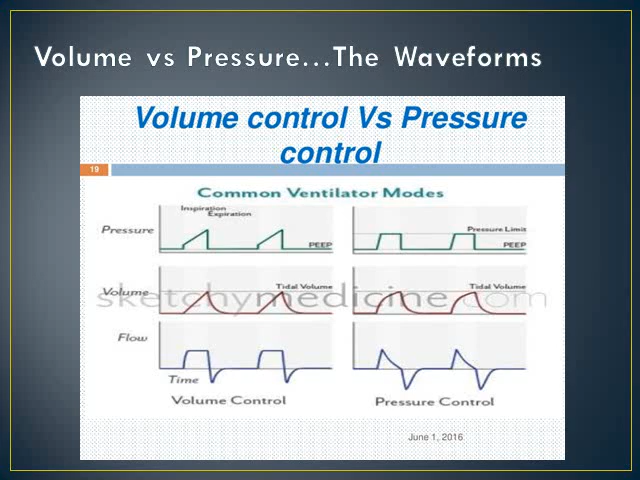 Volume vs Pressure...The Waveforms
Volume control Vs Pressure
control
19
Common Ventilator Modes
Inspiration
Expiration
Pressure
PEEP
Pressure Limit
PEEP
Volume
Tidal Volume
Tidal Volume
sketchymedicine.com
Flow
Time
Volume Control
Pressure Control
June 1, 2016